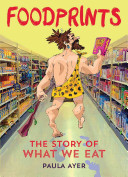 FOODPRINTS
THE STORY OF
WHAT WE EAT
PAULA AYER